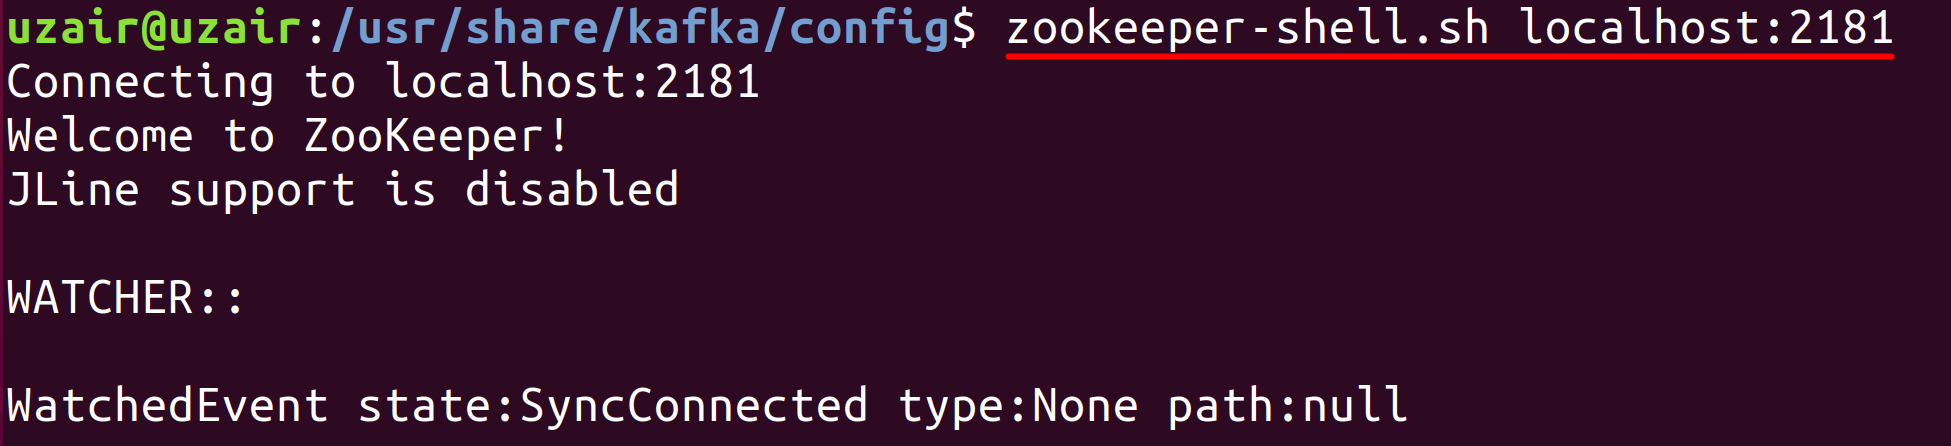 uzair@uzair:/usr/share/kafka/config$ zookeeper-shell.sh localhost:2181
Connecting to localhost:2181
Welcome to ZooKeeper!
JLine support is disabled
WATCHER::
WatchedEvent state:SyncConnected type:None path:null